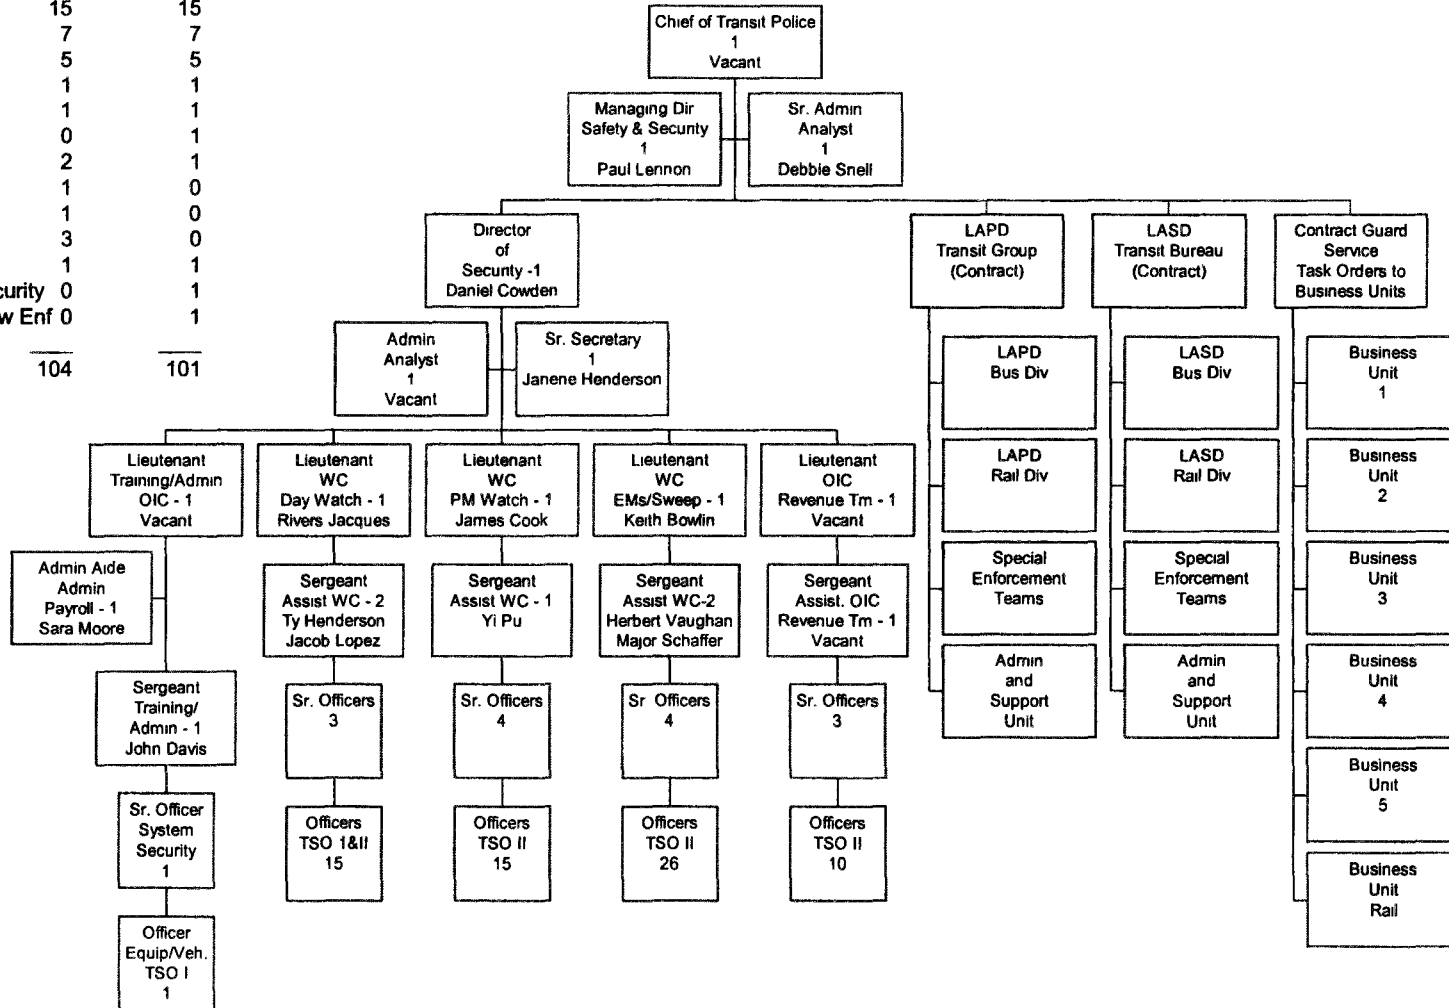 15 15
7 7
5 5
1 1
1 1
0 1
2 1
1 0
1 0
3 0
1 1
curity 0 1
w Enf 0 1
104 101
Chief of Transit Police
1
Vacant
Managing Dir
Safety & Security
1
Paul Lennon
Sr. Admin
Analyst
1
Debbie Snell
Director
of
Security -1
Daniel Cowden
LAPD
Transit Group
(Contract)
LASD
Transit Bureau
(Contract)
Contract Guard
Service
Task Orders to
Business Units
Admin
Analyst
1
Vacant
Sr. Secretary
1
Janene Henderson
LAPD
Bus Div
LASD
Bus Div
Business
Unit
1
Lieutenant
Training/Admin
OIC - 1
Vacant
Lieutenant
WC
Day Watch - 1
Rivers Jacques
Lieutenant
WC
PM Watch - 1
James Cook
Lieutenant
WC
EMs/Sweep - 1
Keith Bowlin
Lieutenant
OIC
Revenue Tm - 1
Vacant
LAPD
Rail Div
LASD
Rail Div
Business
Unit
2
Admin Aide
Admin
Payroll - 1
Sara Moore
Sergeant
Assist WC - 2
Ty Henderson
Jacob Lopez
Sergeant
Assist WC - 1
Yi Pu
Sergeant
Assist WC-2
Herbert Vaughan
Major Schaffer
Sergeant
Assist. OIC
Revenue Tm - 1
Vacant
Special
Enforcement
Teams
Special
Enforcement
Teams
Business
Unit
3
Sergeant
Training/
Admin - 1
John Davis
Sr. Officers
3
Sr. Officers
4
Sr Officers
4
Sr. Officers
3
Admin
and
Support
Unit
Admin
and
Support
Unit
Business
Unit
4
Sr. Officer
System
Security
1
Officers
TSO 1&II
15
Officers
TSO II
15
Officers
TSO II
26
Officers
TSO II
10
Business
Unit
5
Officer
Equip/Veh.
TSO I
1
Business
Unit
Rail